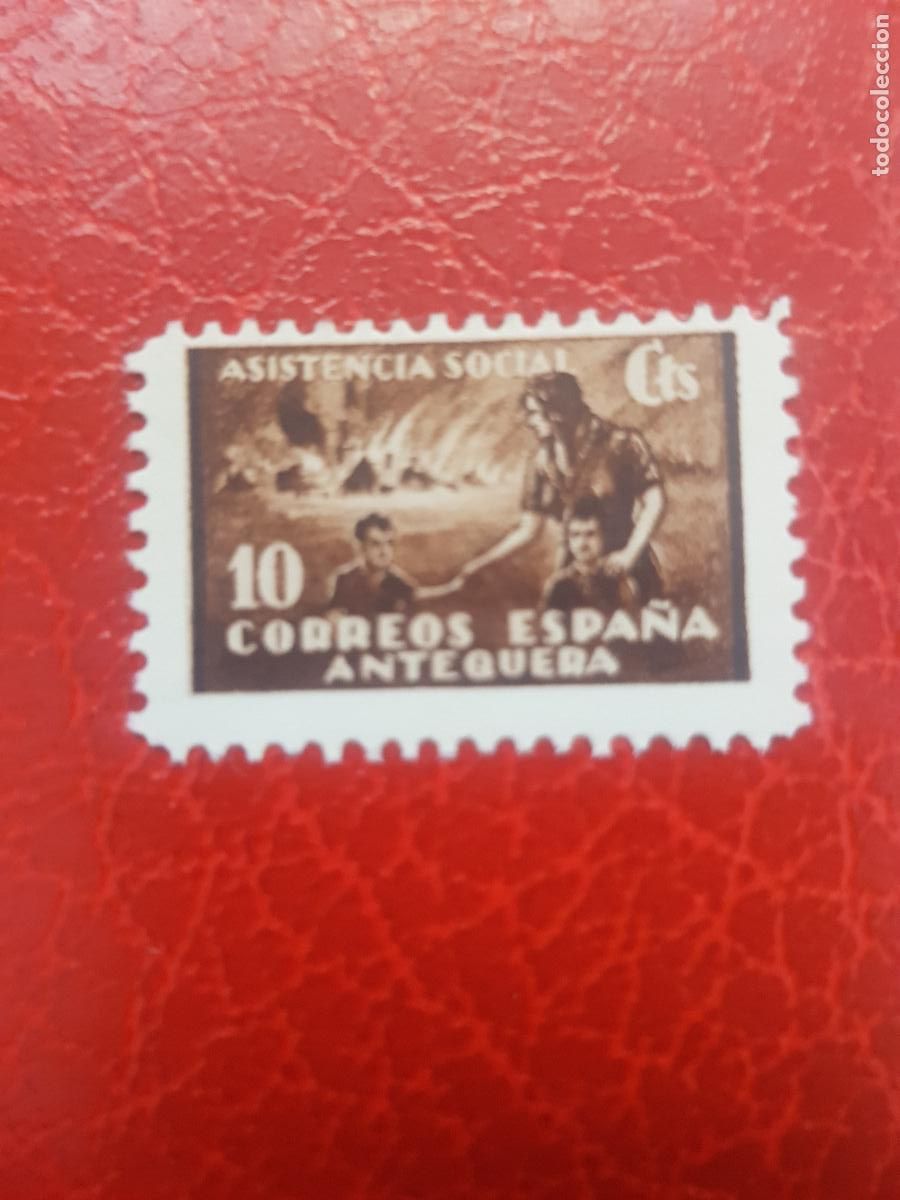 todocoleccion
ASISTENCIA SOCIAL Cts
10
CORREOS ESPAÑA
ANTEQUERA